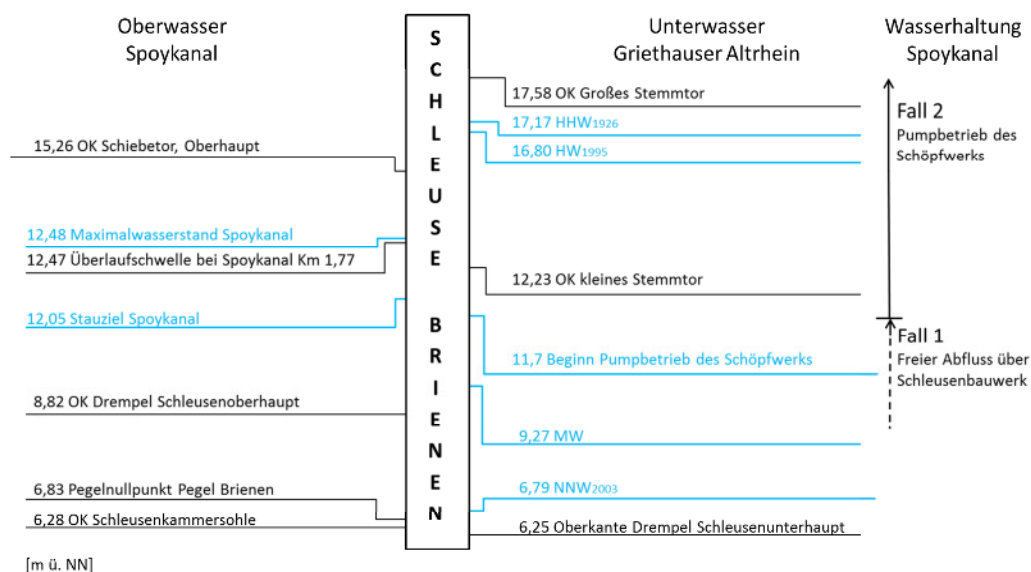 Oberwasser
Spoykanal
15,26 OK Schiebetor, Oberhaupt
12,48 Maximalwasserstand Spoykanal
12,47 Überlaufschwelle bei Spoykanal Km 1,77
12,05 Stauziel Spoykanal
8,82 OK Drempel Schleusenoberhaupt
6,83 Pegelnullpunkt Pegel Brienen
6,28 OK Schleusenkammersohle
[m ü. NN]
S
C
H
L
E
U
S
E
B
R
I
E
N
E
N
Unterwasser
Griethauser Altrhein
17,58 OK Großes Stemmtor
17,17 HHW1926
16,80 HW1995
12,23 OK kleines Stemmtor
11,7 Beginn Pumpbetrieb des Schöpfwerks
9,27 MW
6,79 NNW2003
6,25 Oberkante Drempel Schleusenunterhaupt
Wasserhaltung
Spoykanal
Fall 2
Pumpbetrieb des
Schöpfwerks
Fall 1
Freier Abfluss über
Schleusenbauwerk